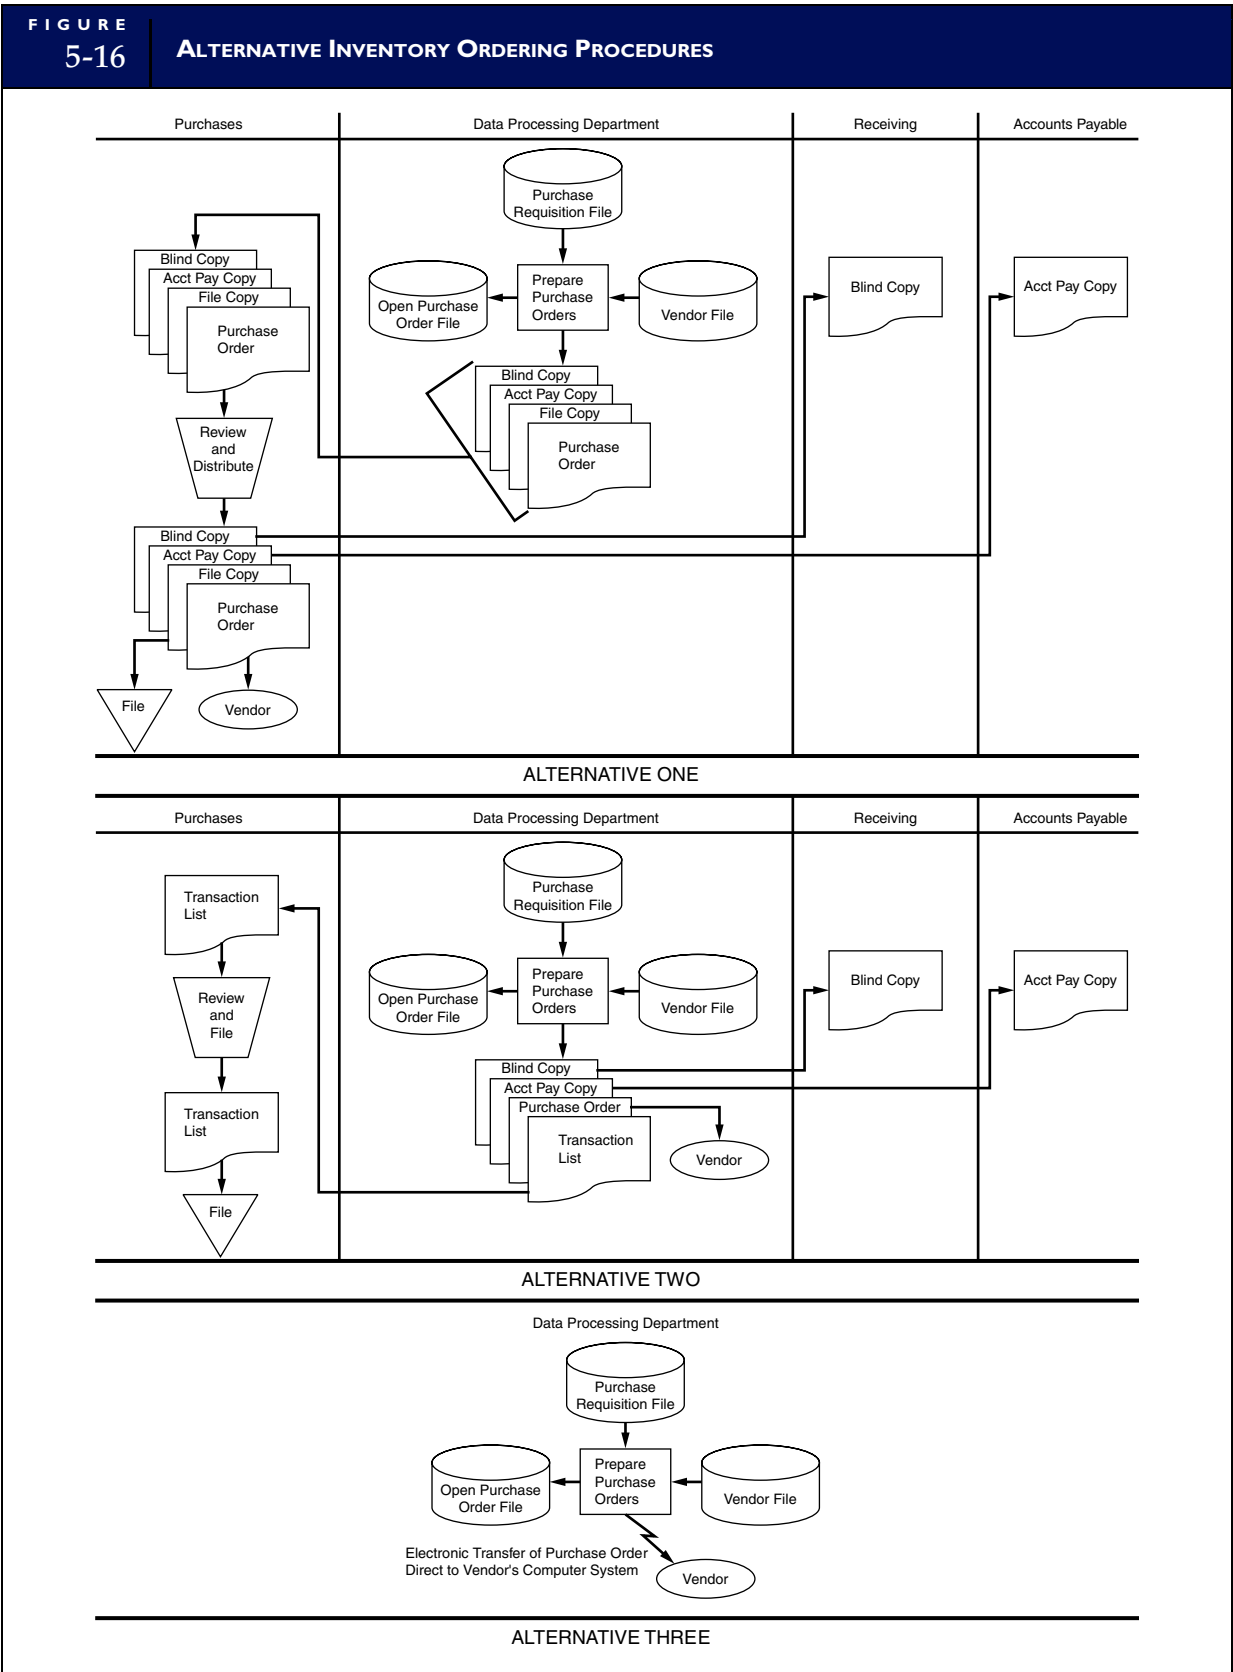 FIGURE
5-16
ALTERNATIVE INVENTORY ORDERING PROCEDURES
Purchases
Data Processing Department
Receiving
Accounts Payable
Purchase
Requisition File
Blind Copy
Acct Pay Copy
File Copy
Purchase
Order
Open Purchase
Order File
Prepare
Purchase
Orders
Vendor File
Blind Copy
Acct Pay Copy
Blind Copy
Acct Pay Copy
File Copy
Purchase
Order
Review
and
Distribute
Blind Copy
Acct Pay Copy
File Copy
Purchase
Order
File
Vendor
ALTERNATIVE ONE
Purchases
Data Processing Department
Receiving
Accounts Payable
Purchase
Requisition File
Transaction
List
Open Purchase
Order File
Prepare
Purchase
Orders
Vendor File
Blind Copy
Acct Pay Copy
Review
and
File
Blind Copy
Acct Pay Copy
Purchase Order
Transaction
List
Vendor
Transaction
List
File
ALTERNATIVE TWO
Data Processing Department
Purchase
Requisition File
Open Purchase
Order File
Prepare
Purchase
Orders
Vendor File
Electronic Transfer of Purchase Order
Direct to Vendor's Computer System
Vendor
ALTERNATIVE THREE